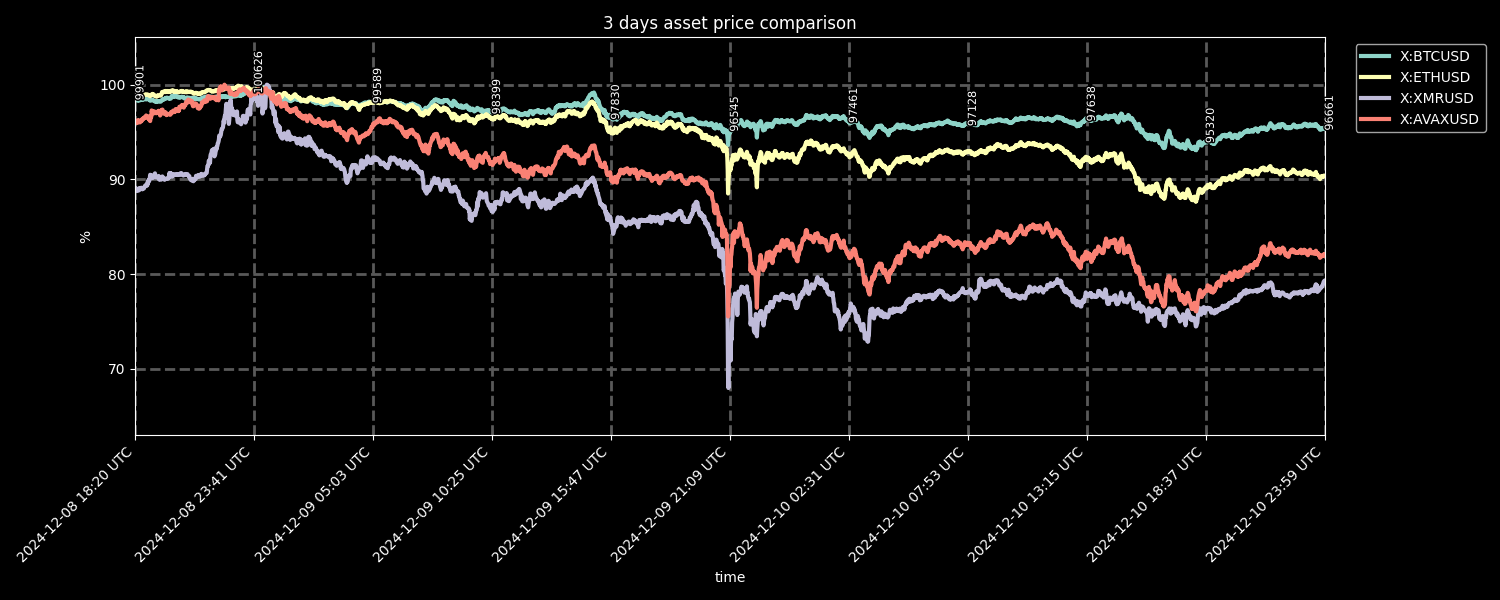 3 days asset price comparison
X:BTCUSD
X:ETHUSD
X:XMRUSD
X:AVAXUSD
100
90
80
70
%
99901
100626
99589
98399
97830
96545
97461
97128
97638
95320
96661
2024-12-08 18:20 UTC
2024-12-08 23:41 UTC
2024-12-09 05:03 UTC
2024-12-09 10:25 UTC
2024-12-09 15:47 UTC
2024-12-09 21:09 UTC
2024-12-10 02:31 UTC
2024-12-10 07:53 UTC
2024-12-10 13:15 UTC
2024-12-10 18:37 UTC
2024-12-10 23:59 UTC
time